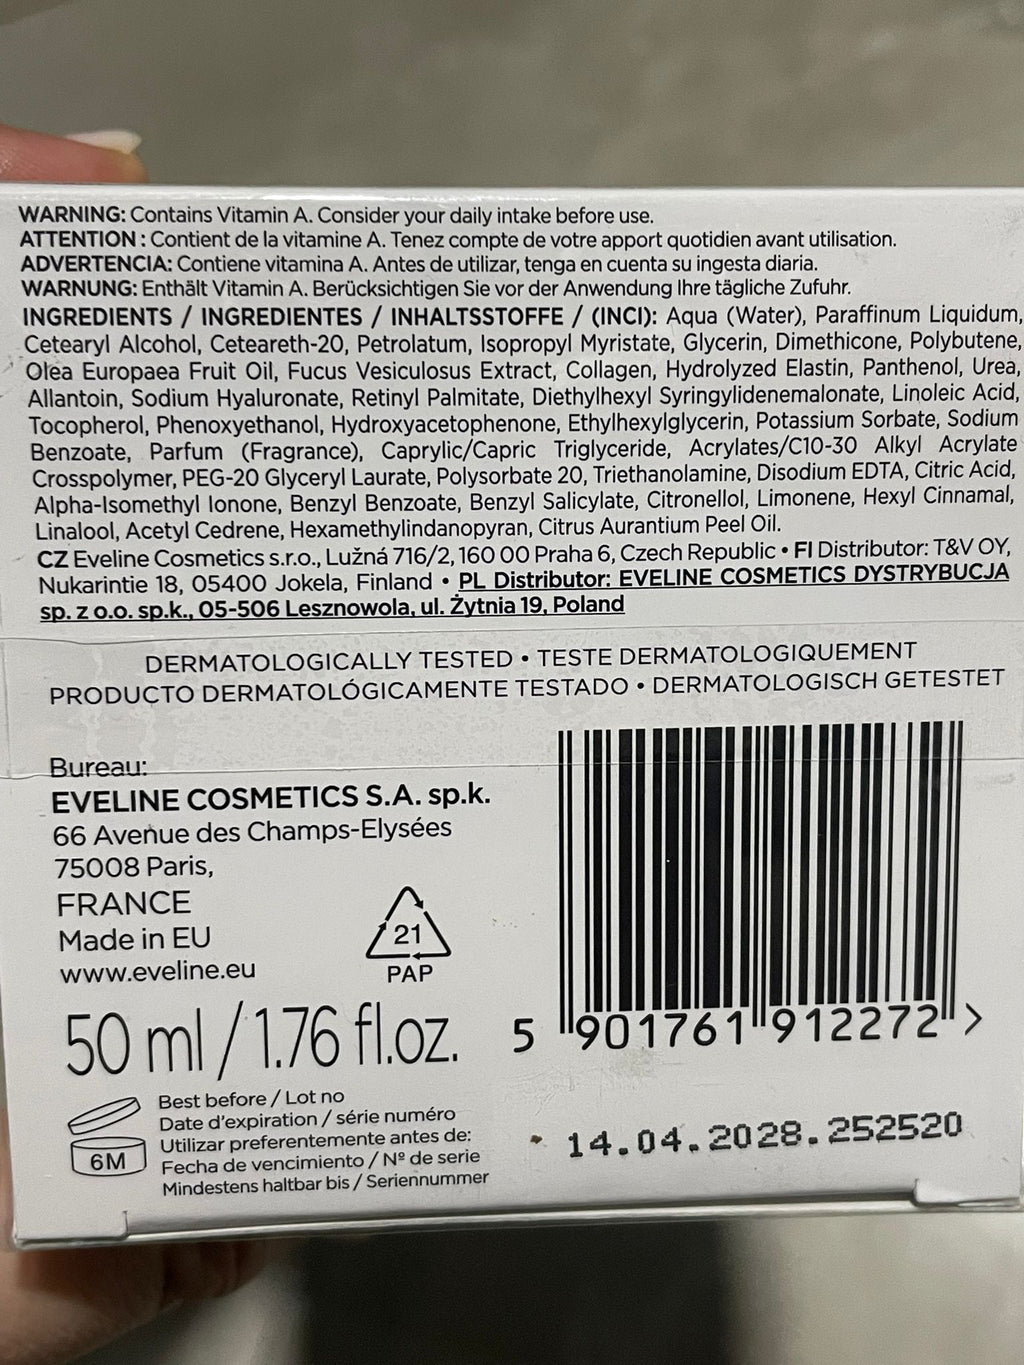 WARNING: Contains Vitamin A. Consider your daily intake before use.
ATTENTION : Contient de la vitamine A. Tenez compte de votre apport quotidien avant utilisation.
ADVERTENCIA: Contiene vitamina A. Antes de utilizar, tenga en cuenta su ingesta diaria.
WARNUNG: Enthält Vitamin A. Berücksichtigen Sie vor der Anwendung Ihre tägliche Zufuhr.
INGREDIENTS / INGREDIENTES / INHALTSSTOFFE / (INCI): Aqua (Water), Paraffinum Liquidum,
Cetearyl Alcohol, Ceteareth-20, Petrolatum, Isopropyl Myristate, Glycerin, Dimethicone, Polybutene,
Olea Europaea Fruit Oil, Fucus Vesiculosus Extract, Collagen, Hydrolyzed Elastin, Panthenol, Urea,
Allantoin, Sodium Hyaluronate, Retinyl Palmitate, Diethylhexyl Syringylidenemalonate, Linoleic Acid,
Tocopherol, Phenoxyethanol, Hydroxyacetophenone, Ethylhexylglycerin, Potassium Sorbate, Sodium
Benzoate, Parfum (Fragrance), Caprylic/Capric Triglyceride, Acrylates/C10-30 Alkyl Acrylate
Crosspolymer, PEG-20 Glyceryl Laurate, Polysorbate 20, Triethanolamine, Disodium EDTA, Citric Acid,
Alpha-Isomethyl Ionone, Benzyl Benzoate, Benzyl Salicylate, Citronellol, Limonene, Hexyl Cinnamal,
Linalool, Acetyl Cedrene, Hexamethylindanopyran, Citrus Aurantium Peel Oil.
CZ Eveline Cosmetics s.r.o., Lužná 716/2, 160 00 Praha 6, Czech Republic • FI Distributor: T&V OY,
Nukarintie 18, 05400 Jokela, Finland • PL Distributor: EVELINE COSMETICS DYSTRYBUCJA
sp. z o.o. sp.k., 05-506 Lesznowola, ul. Żytnia 19, Poland
DERMATOLOGICALLY TESTED • TESTE DERMATOLOGIQUEMENT
PRODUCTO DERMATOLÓGICAMENTE TESTADO • DERMATOLOGISCH GETESTET
Bureau:
EVELINE COSMETICS S.A. sp.k.
66 Avenue des Champs-Elysées
75008 Paris,
FRANCE
Made in EU
www.eveline.eu
21
PAP
50 ml / 1.76 fl.oz.
5 901761 912272 >
6M
Best before / Lot no
Date d'expiration / série numéro
Utilizar preferentemente antes de:
Fecha de vencimiento / Nº de serie
Mindestens haltbar bis / Seriennummer
14.04.2028.252520